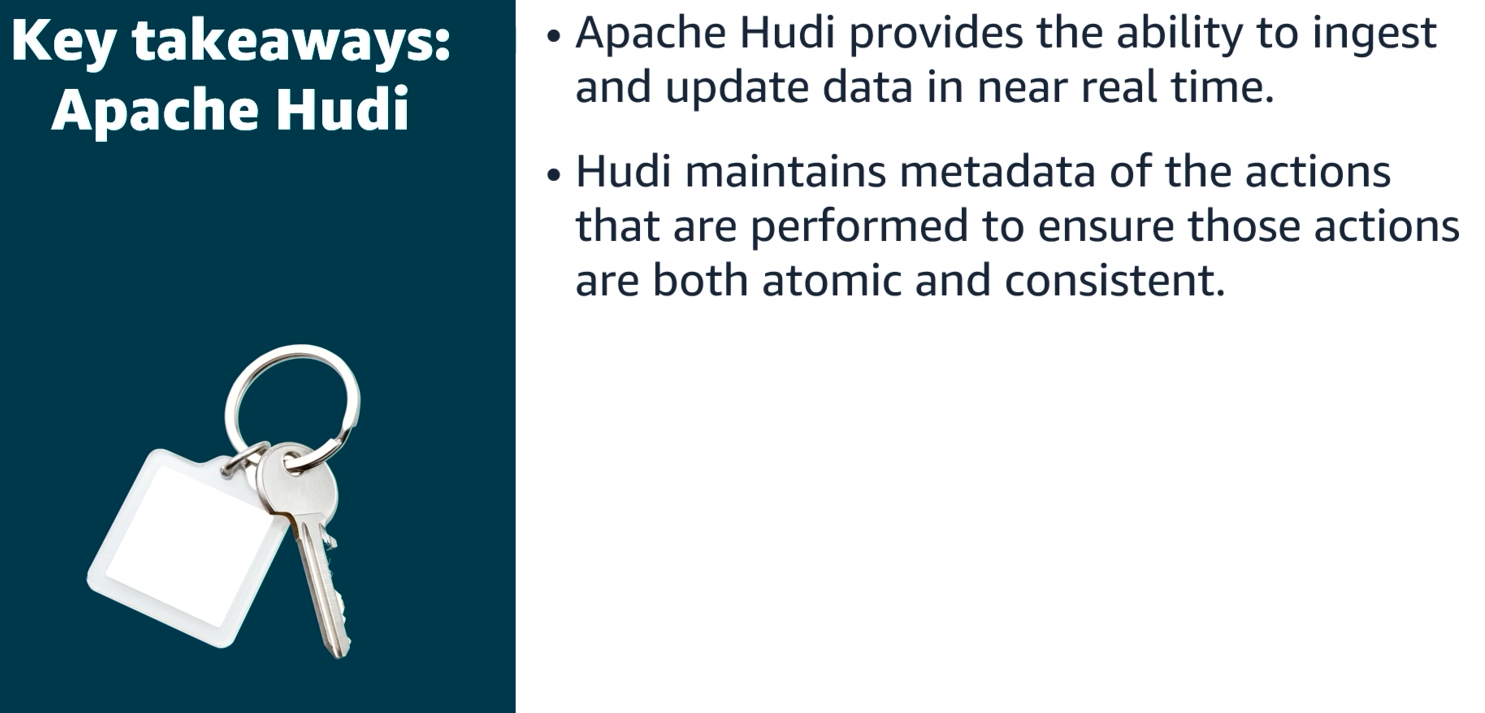 Key takeaways:
Apache Hudi
• Apache Hudi provides the ability to ingest
and update data in near real time.
• Hudi maintains metadata of the actions
that are performed to ensure those actions
are both atomic and consistent.